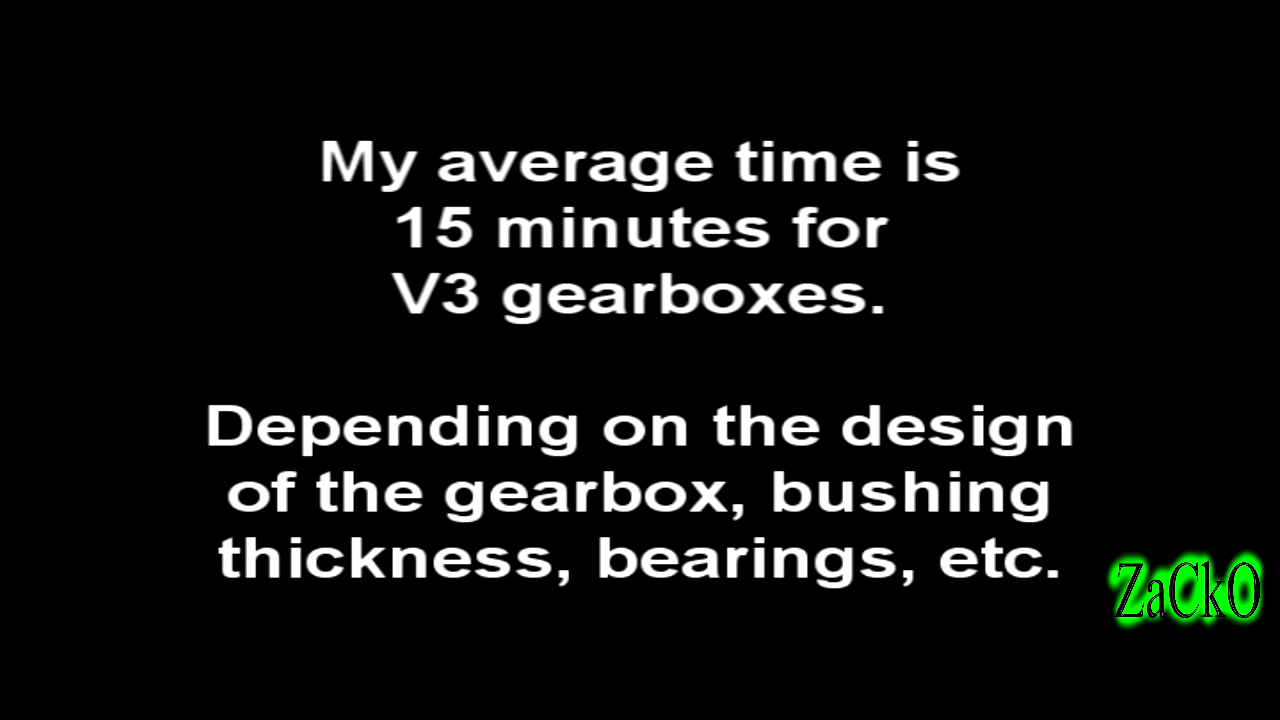 My average time is
15 minutes for
V3 gearboxes.
Depending on the design
of the gearbox, bushing
thickness, bearings, etc.
ZaCkO